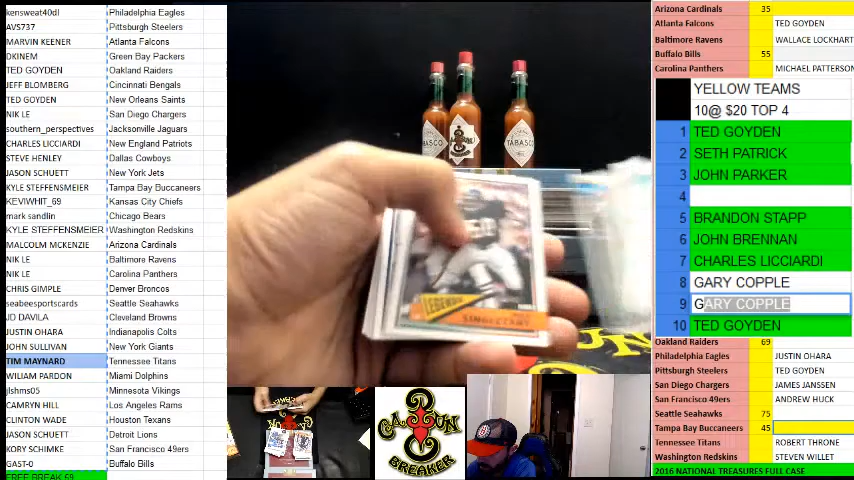 kensweat40dl Philadelphia Eagles
AVS737 Pittsburgh Steelers
MARVIN KEENER Atlanta Falcons
DKINEM Green Bay Packers
TED GOYDEN Oakland Raiders
JEFF BLOMBERG Cincinnati Bengals
TED GOYDEN New Orleans Saints
NIK LE San Diego Chargers
southern_perspectives Jacksonville Jaguars
CHARLES LICCIARDI New England Patriots
STEVE HENLEY Dallas Cowboys
JASON SCHUETT New York Jets
KYLE STEFFENSMEIER Tampa Bay Buccaneers
KEVIWHIT_69 Kansas City Chiefs
mark sandlin Chicago Bears
KYLE STEFFENSMEIER Washington Redskins
MALCOLM MCKENZIE Arizona Cardinals
NIK LE Baltimore Ravens
NIK LE Carolina Panthers
CHRIS GIMPLE Denver Broncos
seabeesportscards Seattle Seahawks
JD DAVILA Cleveland Browns
JUSTIN OHARA Indianapolis Colts
JOHN SULLIVAN New York Giants
TIM MAYNARD Tennessee Titans
WILIAM PARDON Miami Dolphins
jlshms05 Minnesota Vikings
CAMRYN HILL Los Angeles Rams
CLINTON WADE Houston Texans
JASON SCHUETT Detroit Lions
KORY SCHIMKE San Francisco 49ers
GAST-0 Buffalo Bills
FREE BREAK 59
TABASCO
TABASCO
LEGENDS
SINGLETARY
CAJUN
BREAKER
Arizona Cardinals 35
Atlanta Falcons TED GOYDEN
Baltimore Ravens WALLACE LOCKHART
Buffalo Bills 55
Carolina Panthers MICHAEL PATTERSON
YELLOW TEAMS
10@ $20 TOP 4
1 TED GOYDEN
2 SETH PATRICK
3 JOHN PARKER
4
5 BRANDON STAPP
6 JOHN BRENNAN
7 CHARLES LICCIARDI
8 GARY COPPLE
9 GARY COPPLE
10 TED GOYDEN
Oakland Raiders 69
Philadelphia Eagles JUSTIN OHARA
Pittsburgh Steelers TED GOYDEN
San Diego Chargers JAMES JANSSEN
San Francisco 49ers ANDREW HUCK
Seattle Seahawks 75
Tampa Bay Buccaneers 45
Tennessee Titans ROBERT THRONE
Washington Redskins STEVEN WILLET
2016 NATIONAL TREASURES FULL CASE